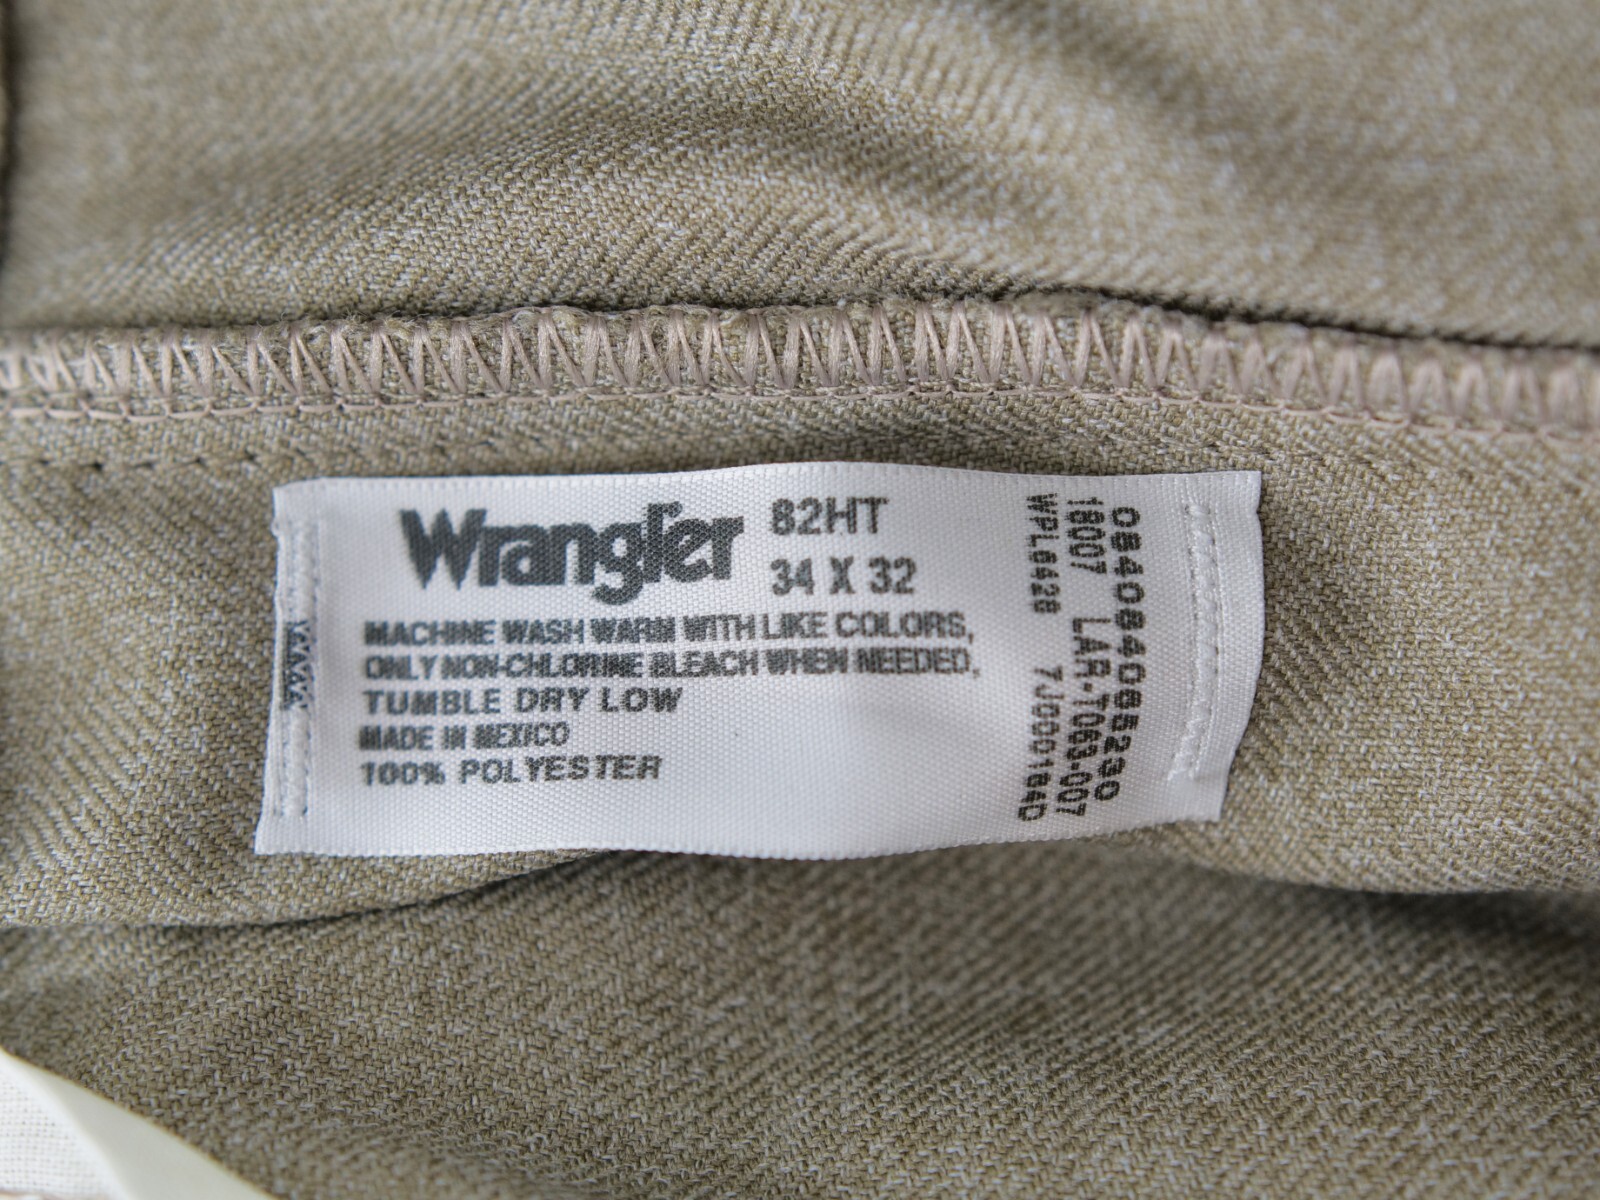 Wrangler
82HT
34 X 32
MACHINE WASH WARM WITH LIKE COLORS,
ONLY NON-CHLORINE BLEACH WHEN NEEDED,
TUMBLE DRY LOW
MADE IN MEXICO
100% POLYESTER
084084065230
18007 LAR-T063-007
WPL6428 7J000184D